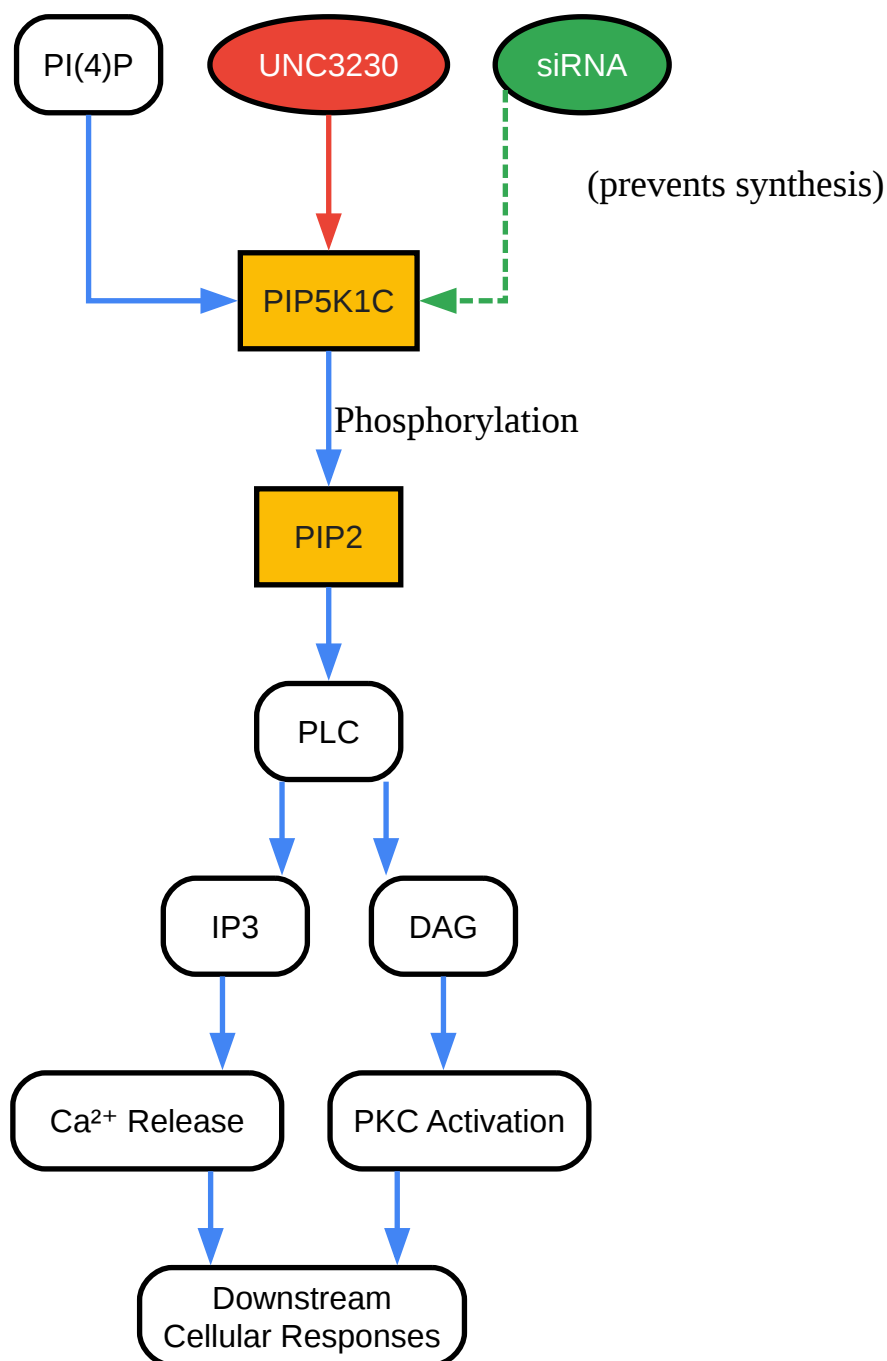 PI(4)P
UNC3230
siRNA
(prevents synthesis)
PIP5K1C
Phosphorylation
PIP2
PLC
IP3
DAG
Ca²⁺ Release
PKC Activation
Downstream
Cellular Responses